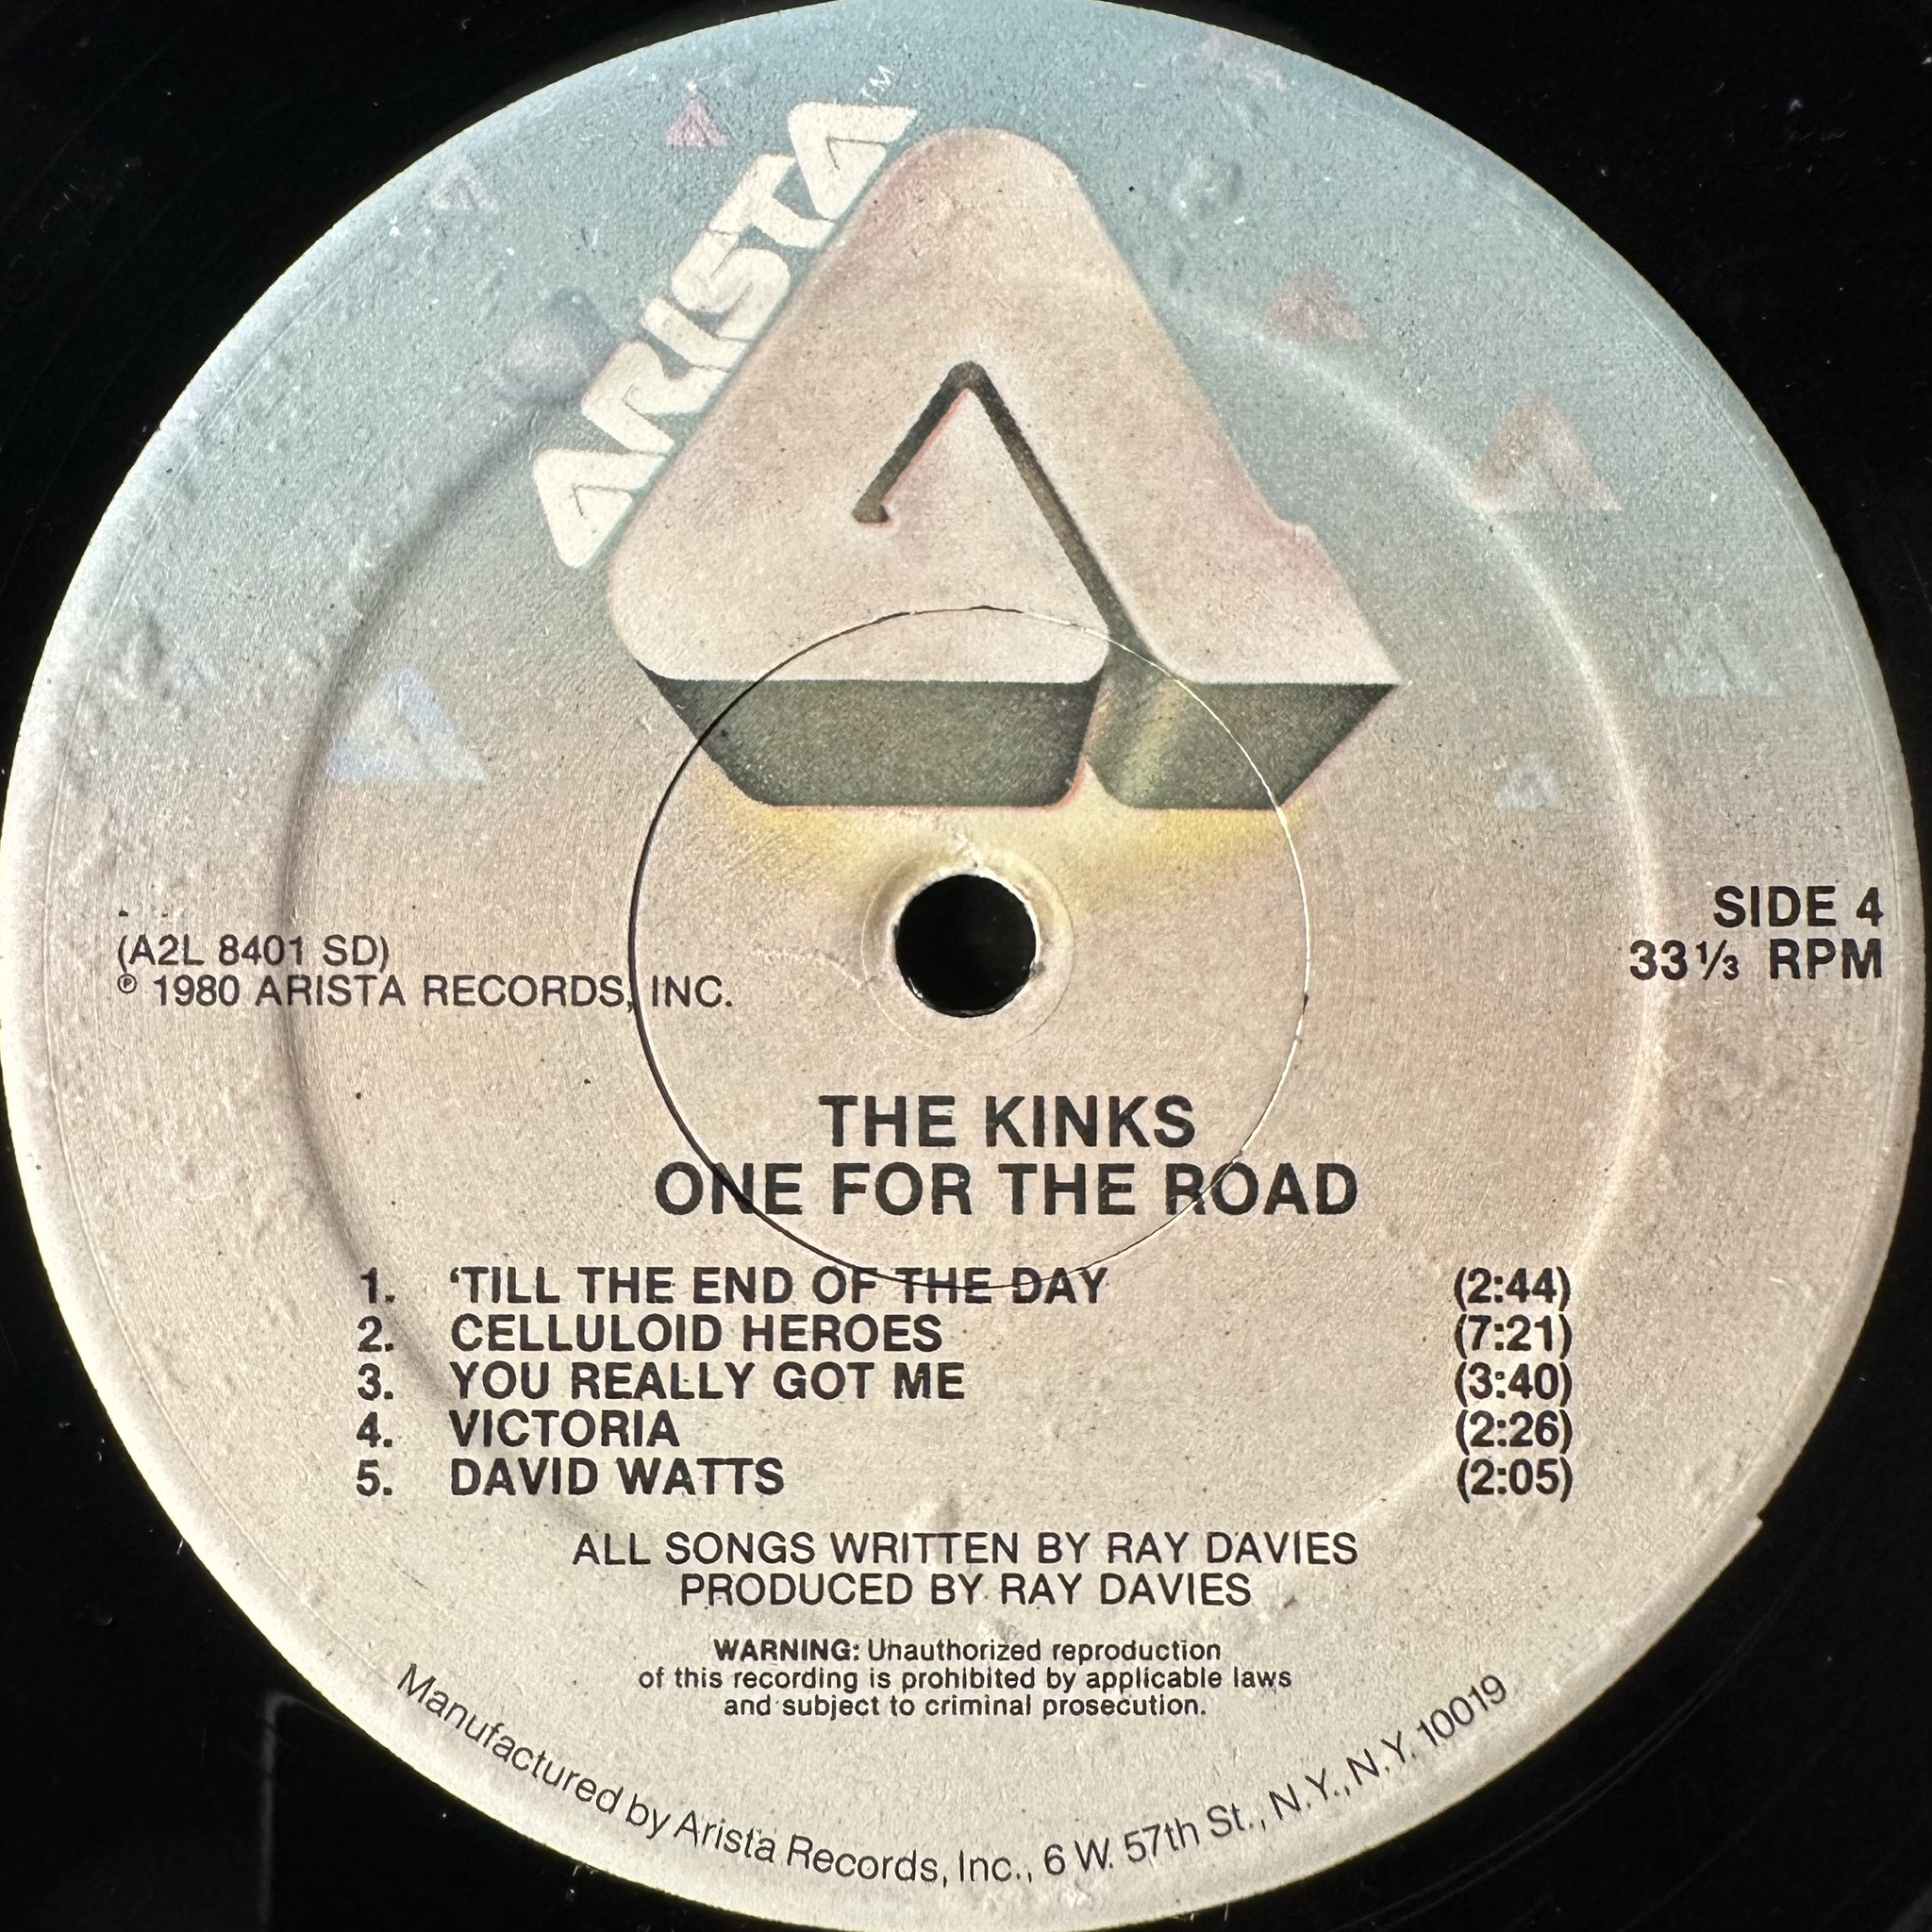 ARISTA™
SIDE 4
33⅓ RPM
(A2L 8401 SD)
℗ 1980 ARISTA RECORDS, INC.
THE KINKS
ONE FOR THE ROAD
1. ‘TILL THE END OF THE DAY (2:44)
2. CELLULOID HEROES (7:21)
3. YOU REALLY GOT ME (3:40)
4. VICTORIA (2:26)
5. DAVID WATTS (2:05)
ALL SONGS WRITTEN BY RAY DAVIES
PRODUCED BY RAY DAVIES
WARNING: Unauthorized reproduction
of this recording is prohibited by applicable laws
and subject to criminal prosecution.
Manufactured by Arista Records, Inc., 6 W. 57th St., N.Y., N.Y. 10019